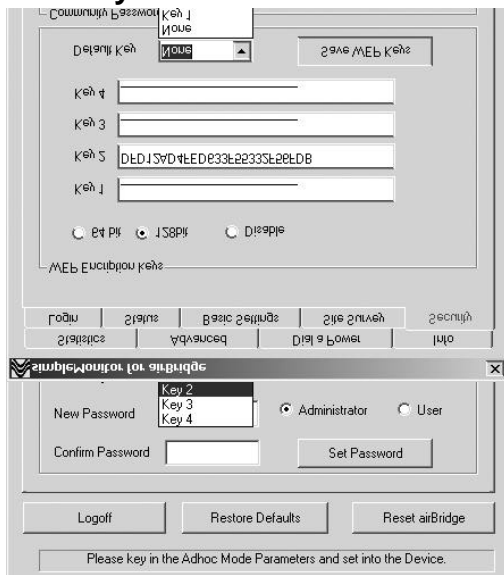 simpleMonitor for airBridge
Statistics Advanced Dial a Power Info
Login Status Basic Settings Site Survey Security
WEP Encription Keys
64 bit 128Bit Disable
Key 1
Key 2 DFD12AD4FED633F55332F56FDB
Key 3
Key 4
Default Key None Save WEP Keys
None
Community Password Key 1
Key 2
New Password Key 3 Administrator User
Key 4
Confirm Password Set Password
Logoff Restore Defaults Reset airBridge
Please key in the Adhoc Mode Parameters and set into the Device.